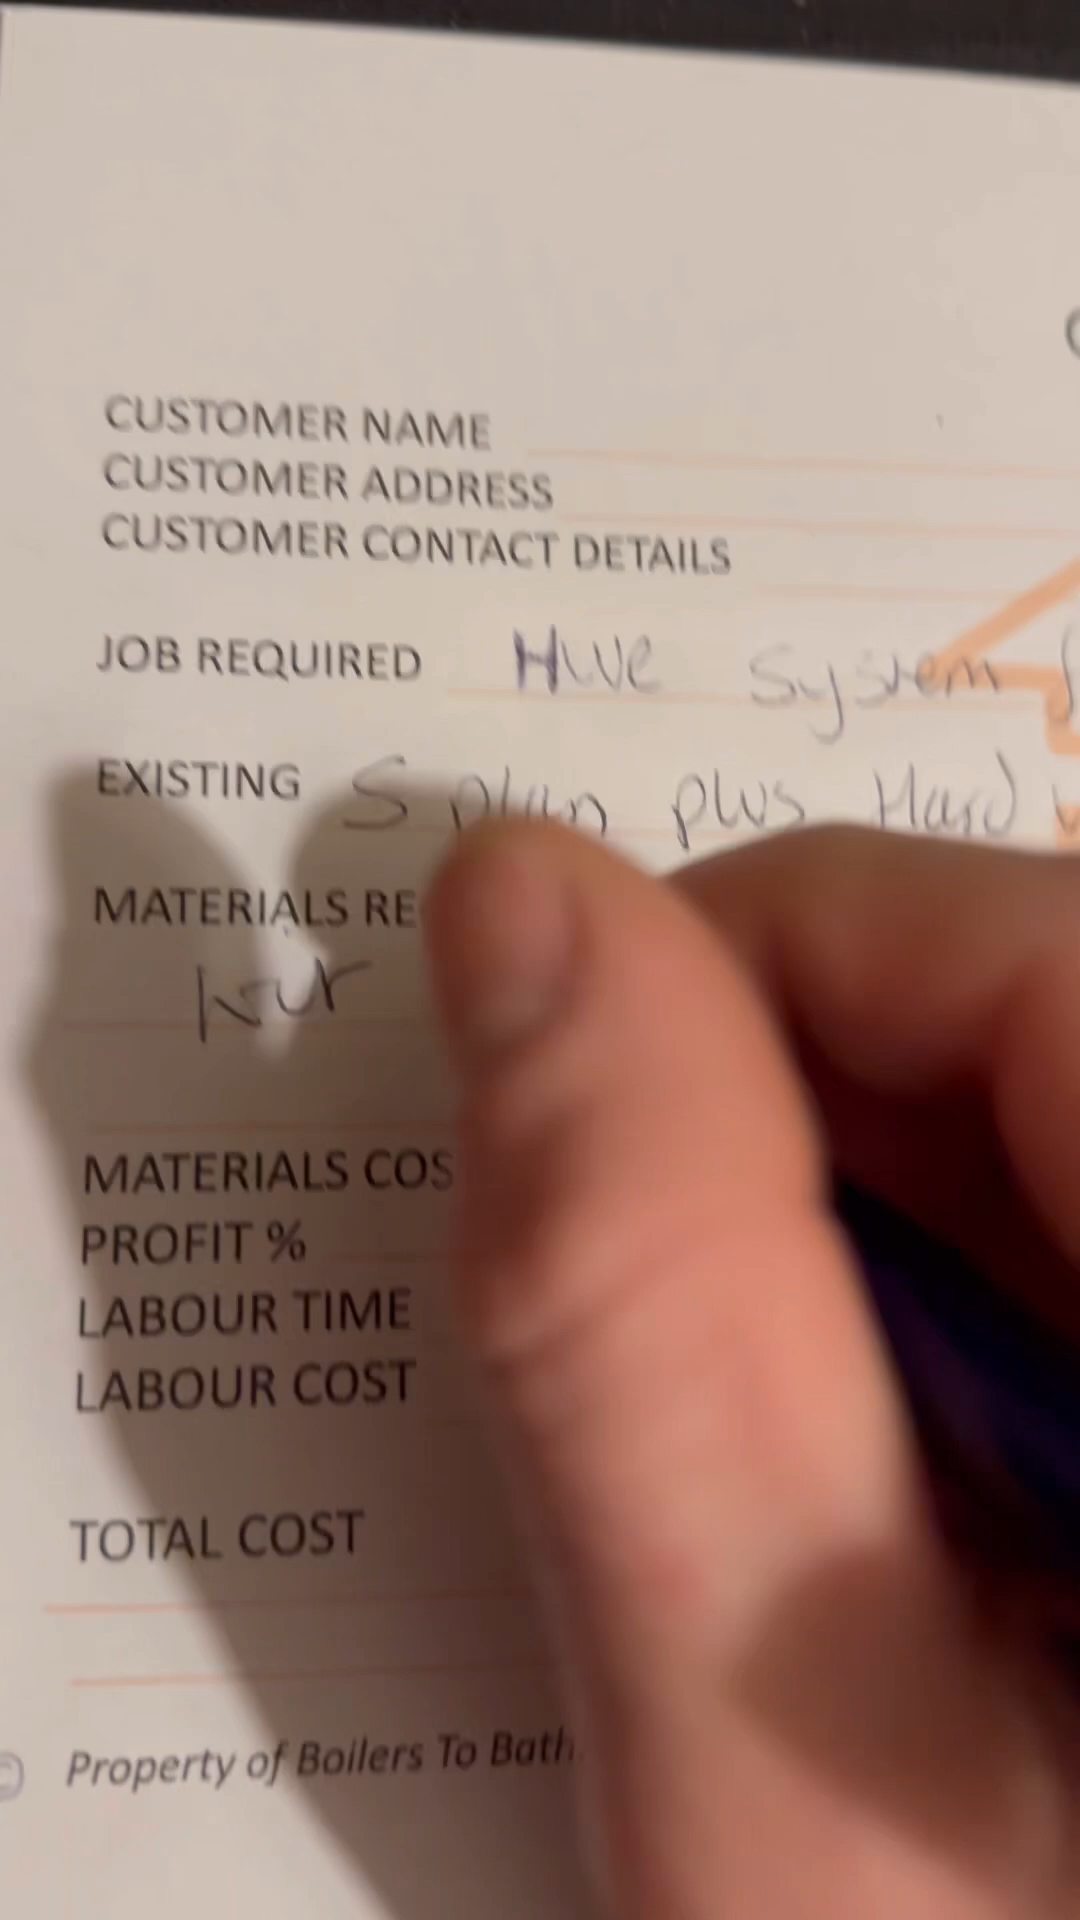 CUSTOMER NAME
CUSTOMER ADDRESS
CUSTOMER CONTACT DETAILS
JOB REQUIRED Hive System
EXISTING S plan plus Hard
MATERIALS RE
MATERIALS COS
PROFIT %
LABOUR TIME
LABOUR COST
TOTAL COST
© Property of Boilers To Bath